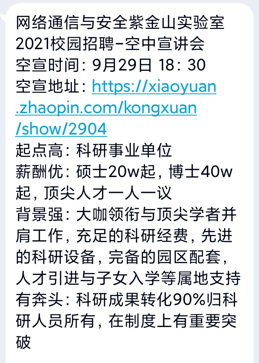 网络通信与安全紫金山实验室
2021校园招聘-空中宣讲会
空宣时间：9月29日 18：30
空宣地址：https://xiaoyuan
.zhaopin.com/kongxuan
/show/2904
起点高：科研事业单位
薪酬优：硕士20w起，博士40w
起，顶尖人才一人一议
背景强：大咖领衔与顶尖学者并
肩工作，充足的科研经费，先进
的科研设备，完备的园区配套，
人才引进与子女入学等属地支持
有奔头：科研成果转化90%归科
研人员所有，在制度上有重要突
破